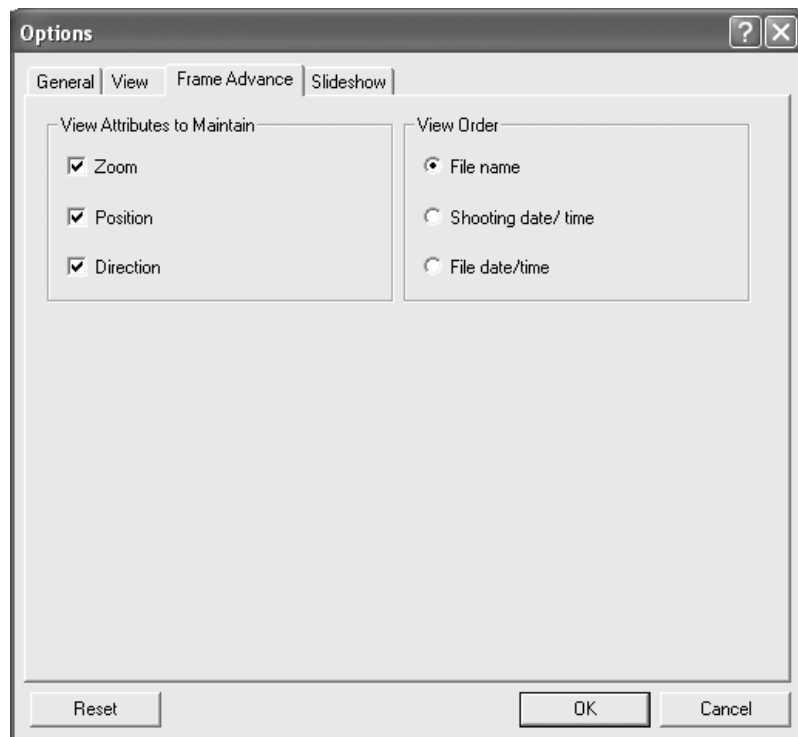 Options
General View Frame Advance Slideshow
View Attributes to Maintain
Zoom
Position
Direction
View Order
File name
Shooting date/ time
File date/time
Reset OK Cancel